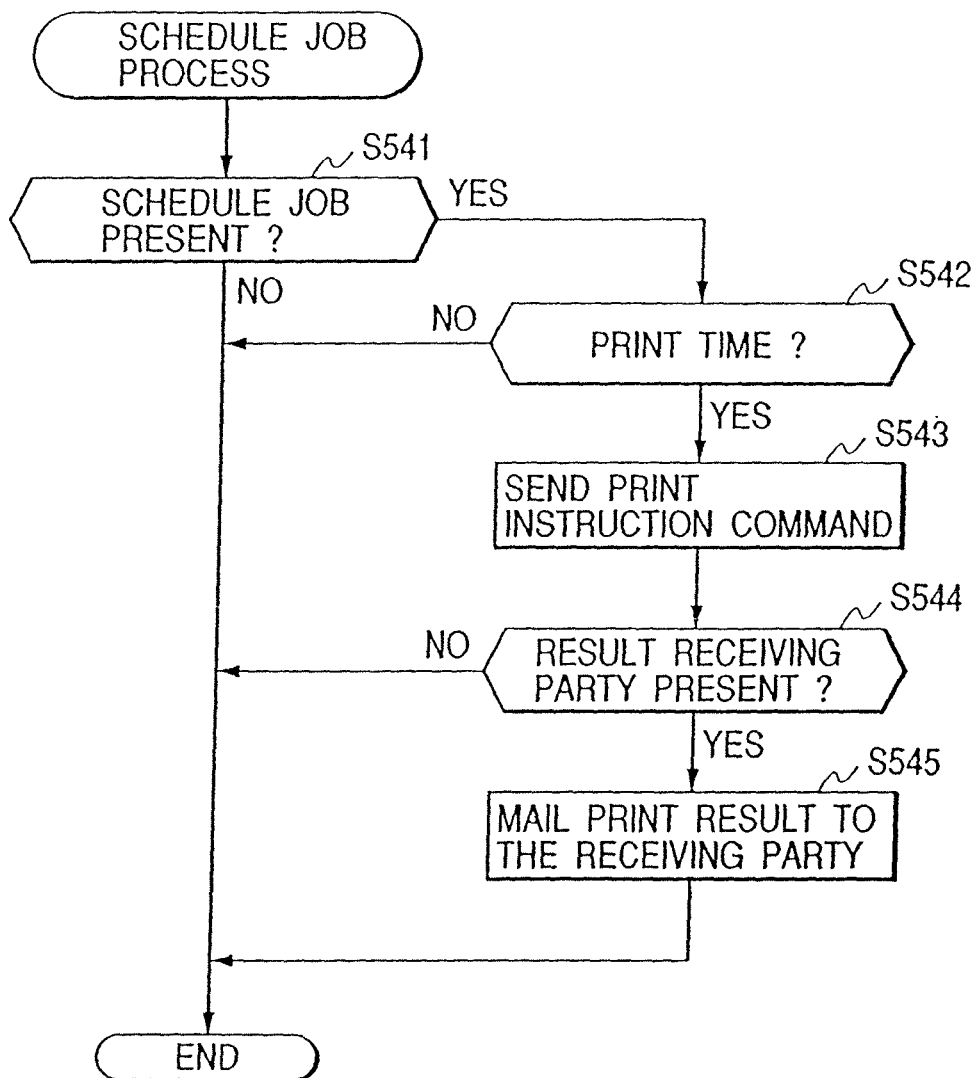 SCHEDULE JOB
PROCESS
S541
SCHEDULE JOB
PRESENT ?
YES
NO
S542
NO
PRINT TIME ?
YES
S543
SEND PRINT
INSTRUCTION COMMAND
S544
NO
RESULT RECEIVING
PARTY PRESENT ?
YES
S545
MAIL PRINT RESULT TO
THE RECEIVING PARTY
END